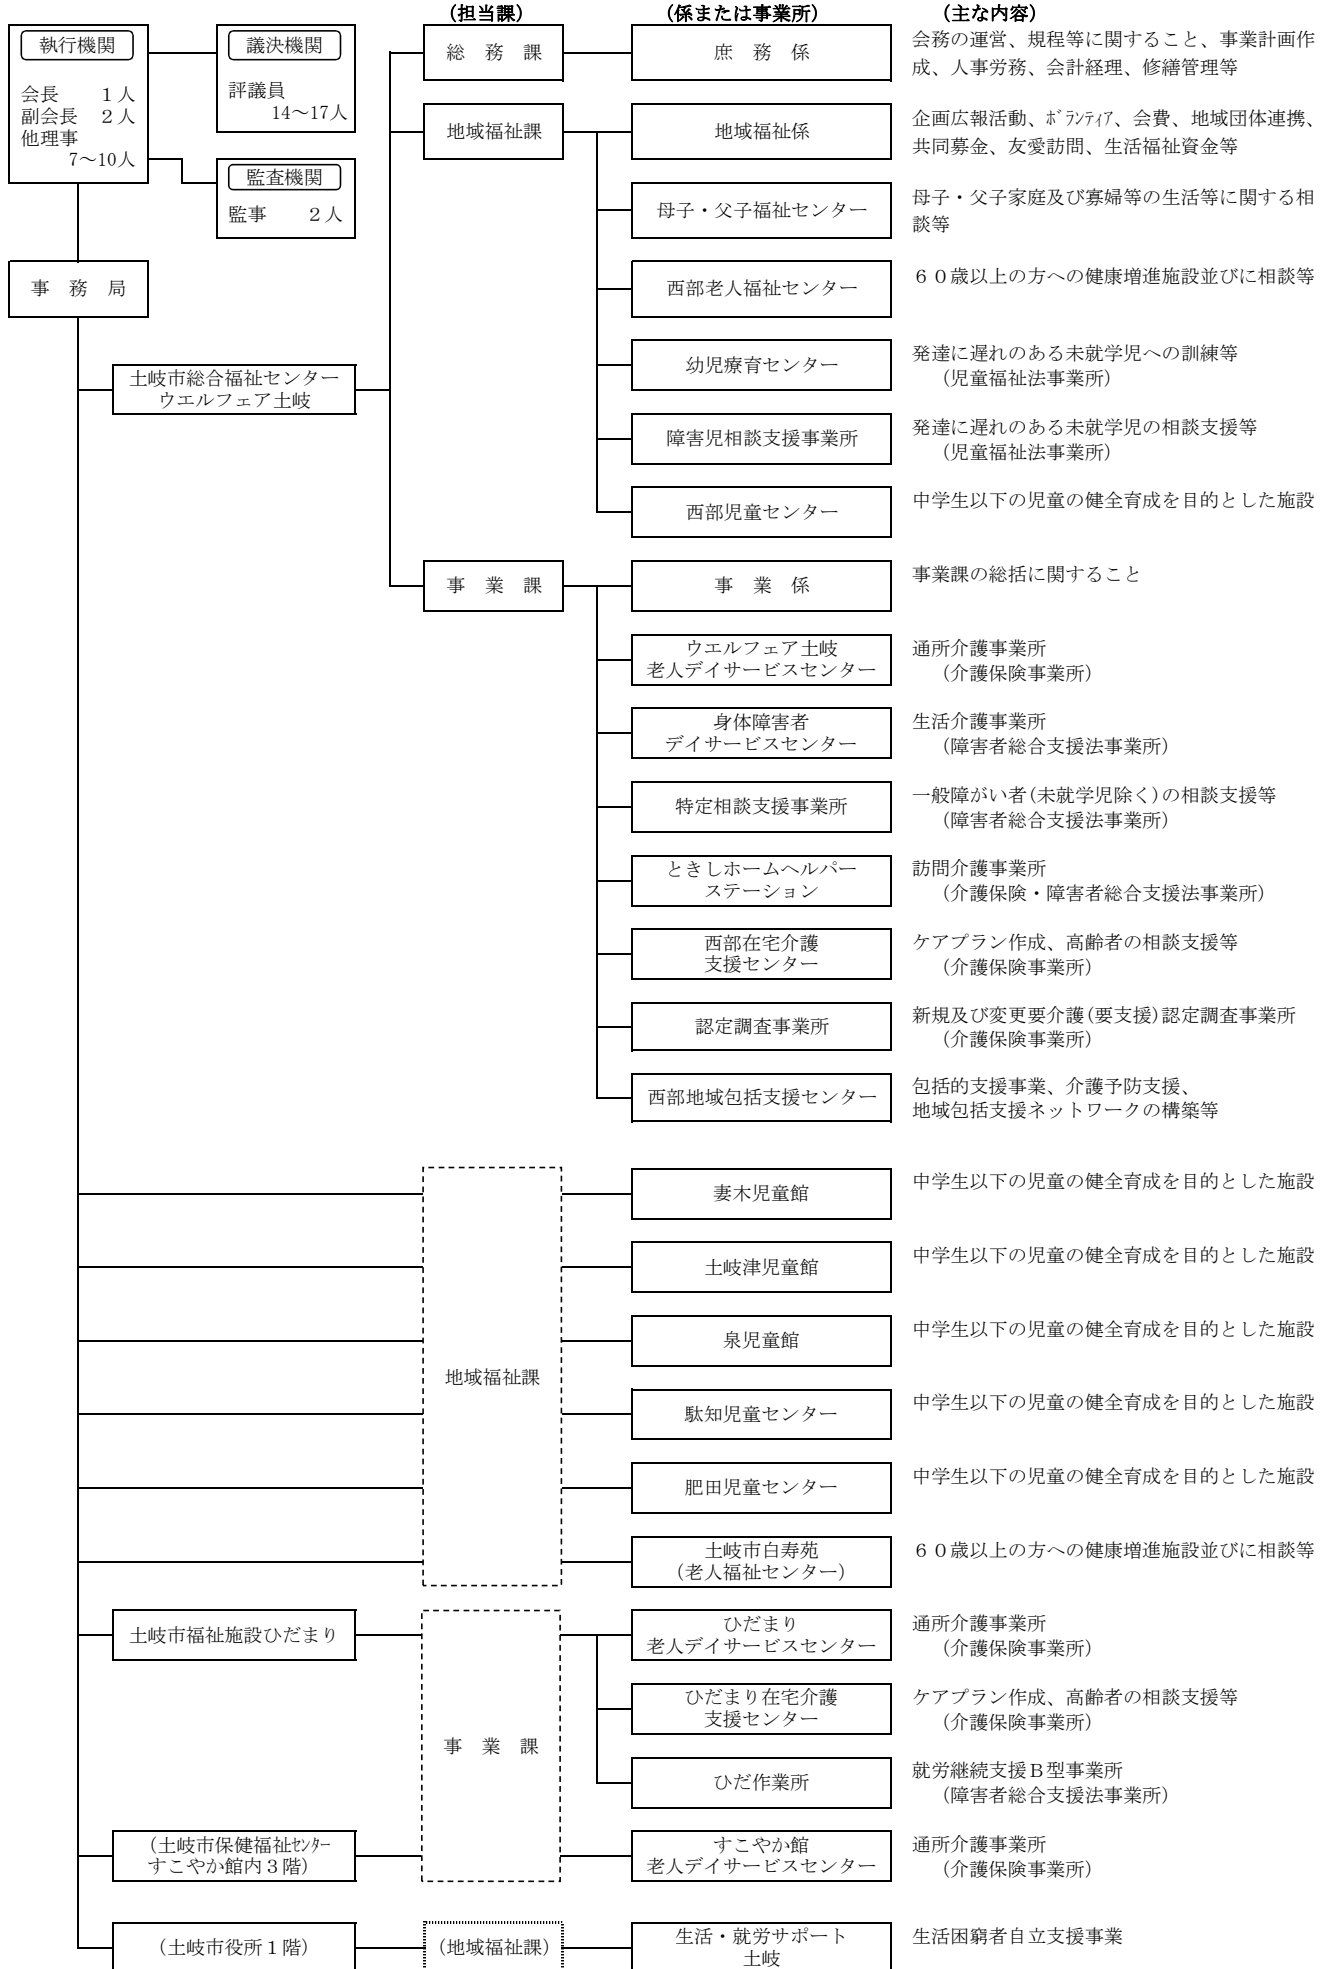 (担当課)
(係または事業所)
(主な内容)
執行機関
会長　　1人
副会長　2人
他理事
7～10人
議決機関
評議員
14～17人
監査機関
監事　　2人
事　務　局
土岐市総合福祉センター
ウエルフェア土岐
総　務　課
庶　務　係
会務の運営、規程等に関すること、事業計画作
成、人事労務、会計経理、修繕管理等
地域福祉課
地域福祉係
企画広報活動、ﾎﾞﾗﾝﾃｨｱ、会費、地域団体連携、
共同募金、友愛訪問、生活福祉資金等
母子・父子福祉センター
母子・父子家庭及び寡婦等の生活等に関する相
談等
西部老人福祉センター
６０歳以上の方への健康増進施設並びに相談等
幼児療育センター
発達に遅れのある未就学児への訓練等
(児童福祉法事業所)
障害児相談支援事業所
発達に遅れのある未就学児の相談支援等
(児童福祉法事業所)
西部児童センター
中学生以下の児童の健全育成を目的とした施設
事　業　課
事　業　係
事業課の総括に関すること
ウエルフェア土岐
老人デイサービスセンター
通所介護事業所
(介護保険事業所)
身体障害者
デイサービスセンター
生活介護事業所
(障害者総合支援法事業所)
特定相談支援事業所
一般障がい者(未就学児除く)の相談支援等
(障害者総合支援法事業所)
ときしホームヘルパー
ステーション
訪問介護事業所
(介護保険・障害者総合支援法事業所)
西部在宅介護
支援センター
ケアプラン作成、高齢者の相談支援等
(介護保険事業所)
認定調査事業所
新規及び変更要介護(要支援)認定調査事業所
(介護保険事業所)
西部地域包括支援センター
包括的支援事業、介護予防支援、
地域包括支援ネットワークの構築等
地域福祉課
妻木児童館
中学生以下の児童の健全育成を目的とした施設
土岐津児童館
中学生以下の児童の健全育成を目的とした施設
泉児童館
中学生以下の児童の健全育成を目的とした施設
駄知児童センター
中学生以下の児童の健全育成を目的とした施設
肥田児童センター
中学生以下の児童の健全育成を目的とした施設
土岐市白寿苑
(老人福祉センター)
６０歳以上の方への健康増進施設並びに相談等
土岐市福祉施設ひだまり
事　業　課
ひだまり
老人デイサービスセンター
通所介護事業所
(介護保険事業所)
ひだまり在宅介護
支援センター
ケアプラン作成、高齢者の相談支援等
(介護保険事業所)
ひだ作業所
就労継続支援Ｂ型事業所
(障害者総合支援法事業所)
(土岐市保健福祉ｾﾝﾀｰ
すこやか館内３階)
すこやか館
老人デイサービスセンター
通所介護事業所
(介護保険事業所)
(土岐市役所１階)
(地域福祉課)
生活・就労サポート
土岐
生活困窮者自立支援事業